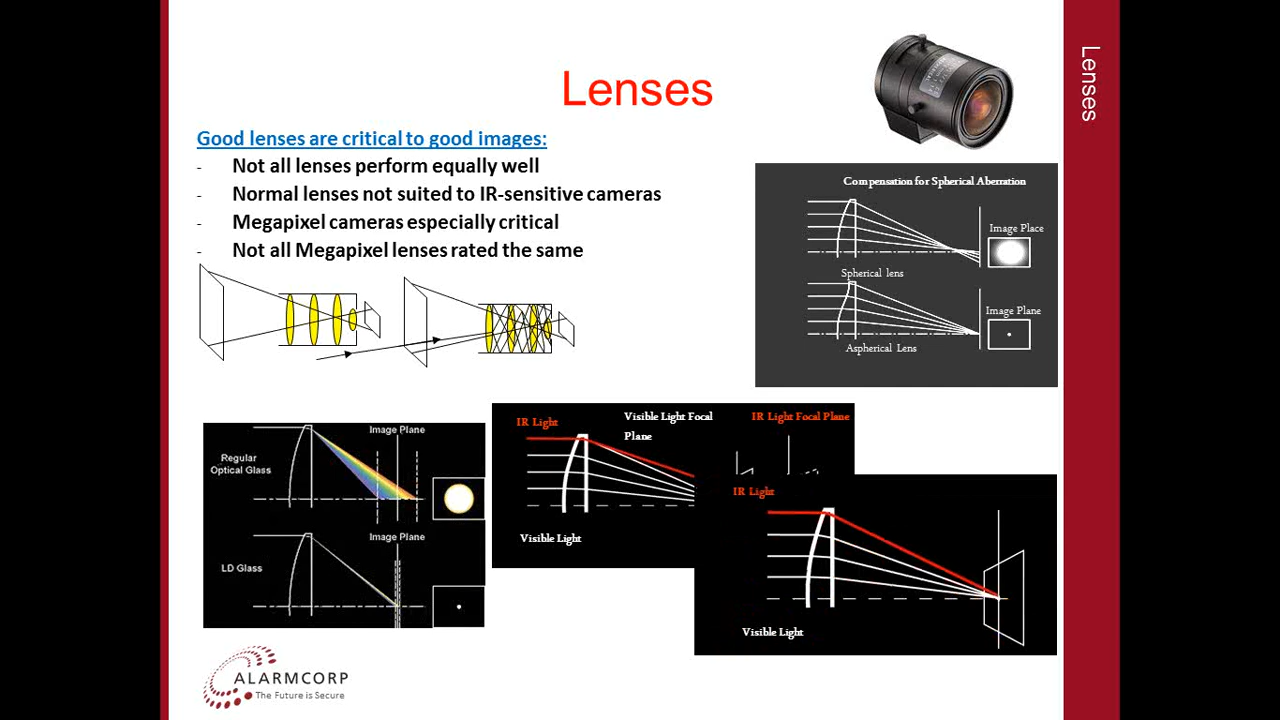 Lenses
Lenses
Good lenses are critical to good images:
- Not all lenses perform equally well
- Normal lenses not suited to IR-sensitive cameras
- Megapixel cameras especially critical
- Not all Megapixel lenses rated the same
Compensation for Spherical Aberration
Image Place
Spherical lens
Image Plane
Aspherical Lens
Image Plane
Regular
Optical Glass
Image Plane
LD Glass
IR Light
Visible Light Focal
Plane
IR Light Focal Plane
Visible Light
IR Light
Visible Light
ALARMCORP
The Future is Secure